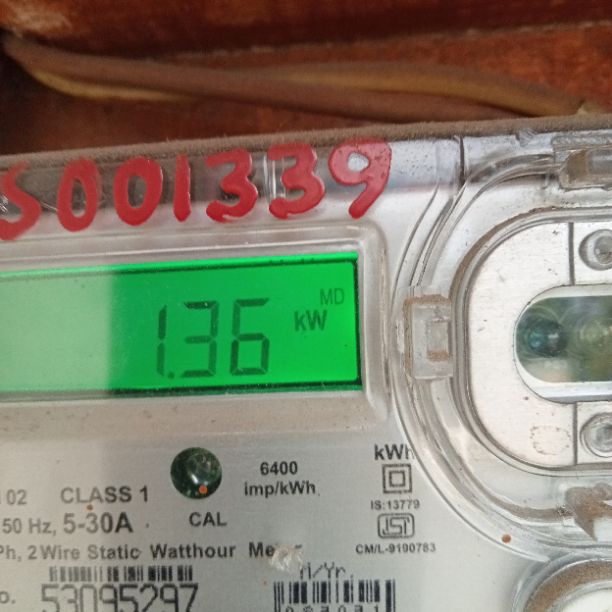 S001339
MD
1.36 kW
6400
imp/kWh
kWh
IS:13779
02 CLASS 1
50 Hz, 5-30A
CAL
Ph, 2 Wire Static Watthour
CM/L-9190783
53095297